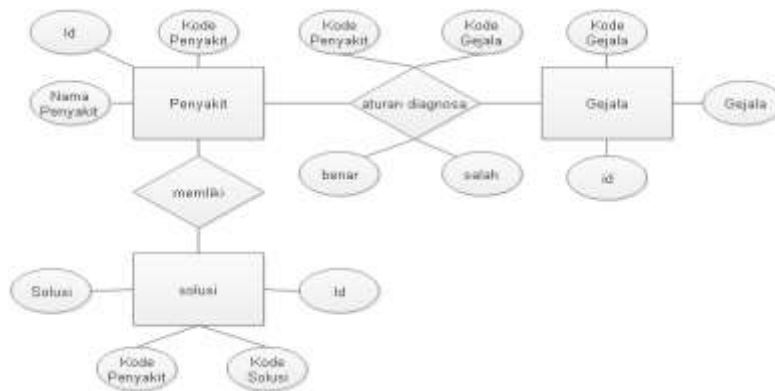 Id
Kode
Penyakit
Kode
Penyakit
Kode
Gejala
Kode
Gejala
Nama
Penyakit
Penyakit
aturan diagnosa
Gejala
Gejala
benar
salah
id
memliki
Solusi
solusi
Id
Kode
Penyakit
Kode
Solusi